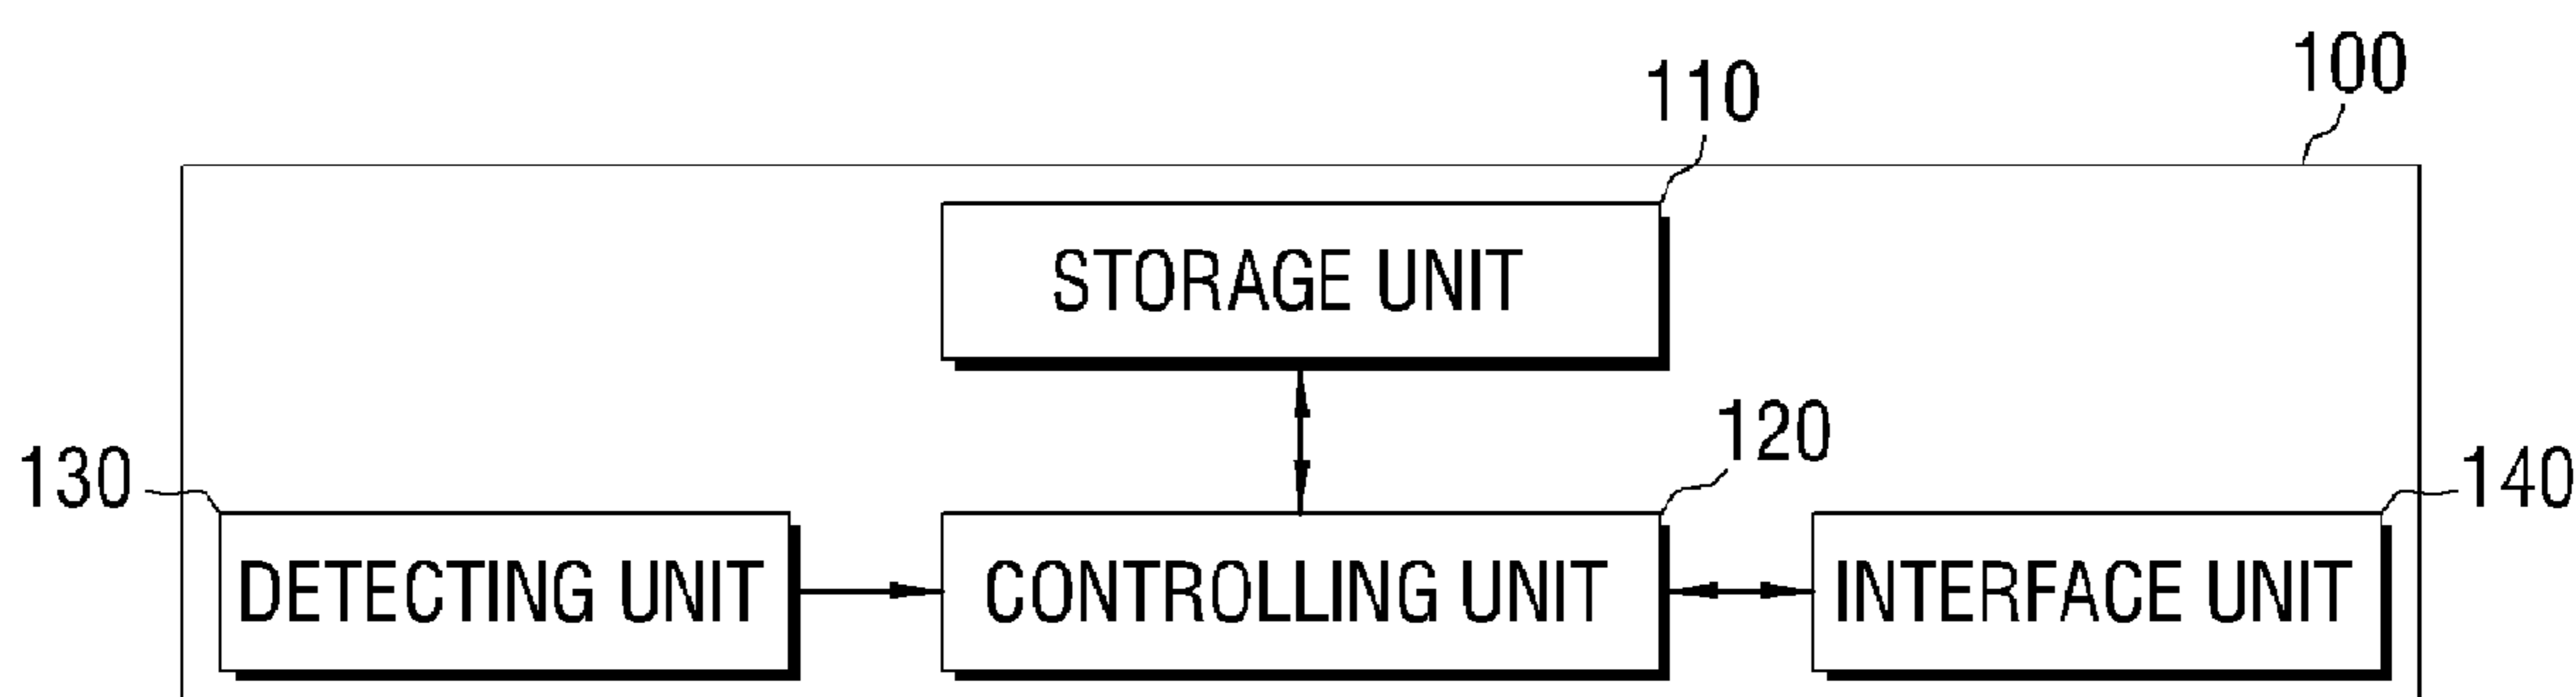 100
110
STORAGE UNIT
120
130
140
DETECTING UNIT
CONTROLLING UNIT
INTERFACE UNIT